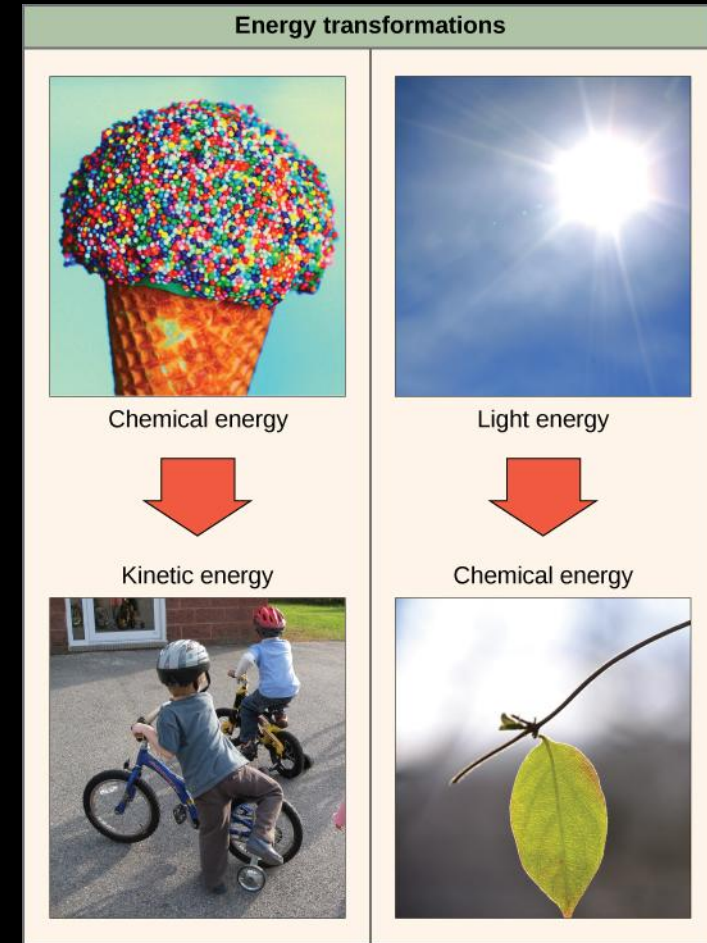 Energy transformations
Chemical energy
Kinetic energy
Light energy
Chemical energy